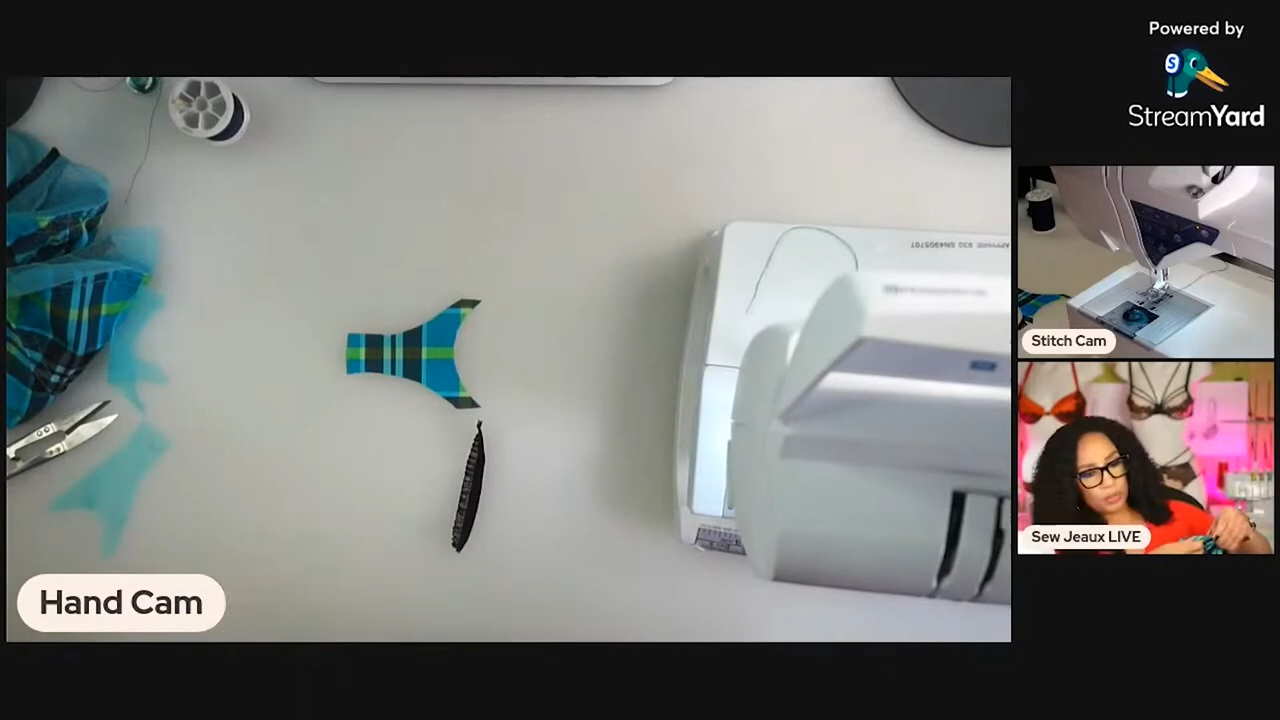 Powered by
StreamYard
Stitch Cam
Sew Jeaux LIVE
Hand Cam